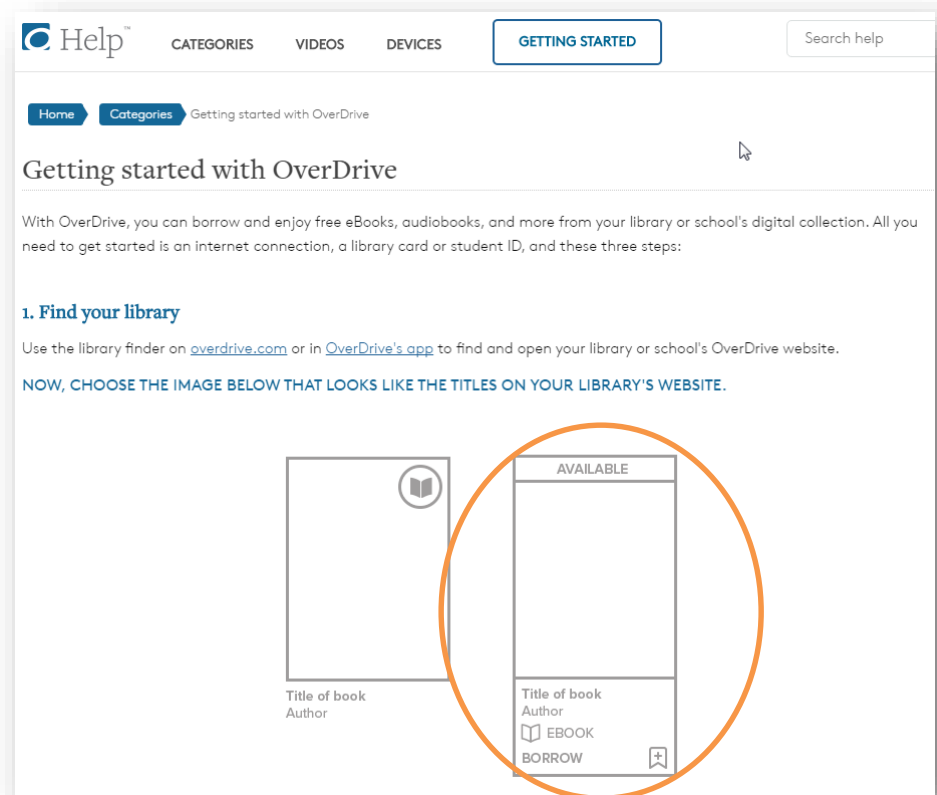 Help™
CATEGORIES VIDEOS DEVICES GETTING STARTED Search help
Home Categories Getting started with OverDrive
Getting started with OverDrive
With OverDrive, you can borrow and enjoy free eBooks, audiobooks, and more from your library or school's digital collection. All you
need to get started is an internet connection, a library card or student ID, and these three steps:
1. Find your library
Use the library finder on overdrive.com or in OverDrive's app to find and open your library or school's OverDrive website.
NOW, CHOOSE THE IMAGE BELOW THAT LOOKS LIKE THE TITLES ON YOUR LIBRARY'S WEBSITE.
Title of book
Author
AVAILABLE
Title of book
Author
EBOOK
BORROW